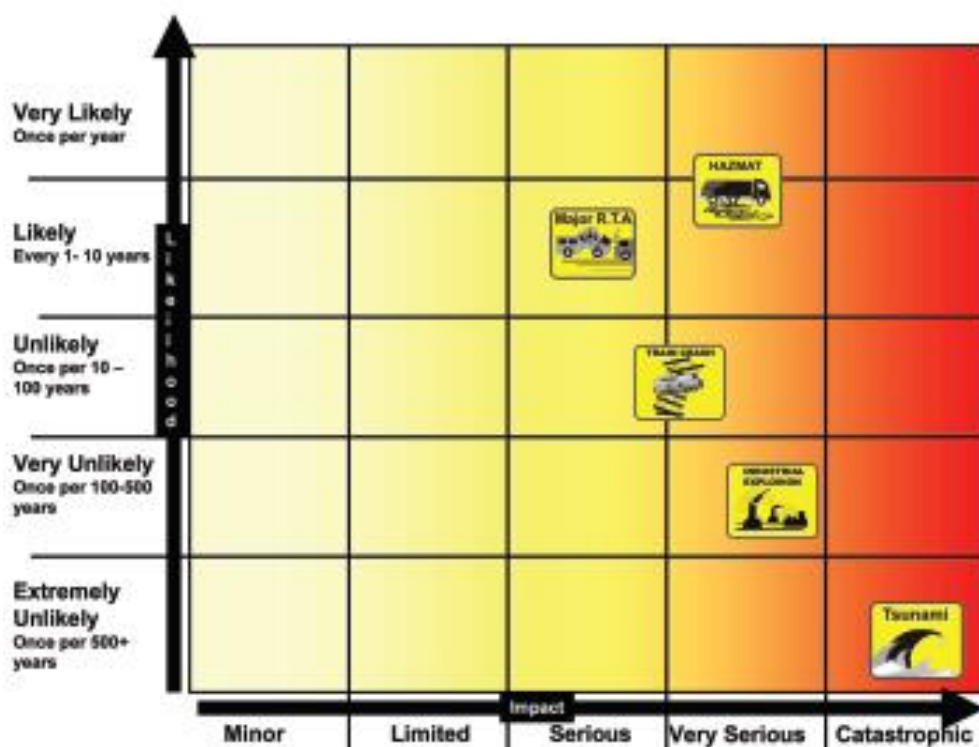 Very Likely
Once per year
HAZMAT
Likely
Every 1- 10 years
Major R.T.A
Likelihood
Unlikely
Once per 10 –
100 years
TRAIN CRASH
Very Unlikely
Once per 100-500
years
INDUSTRIAL
EXPLOSION
Extremely
Unlikely
Once per 500+
years
Tsunami
Impact
Minor
Limited
Serious
Very Serious
Catastrophic